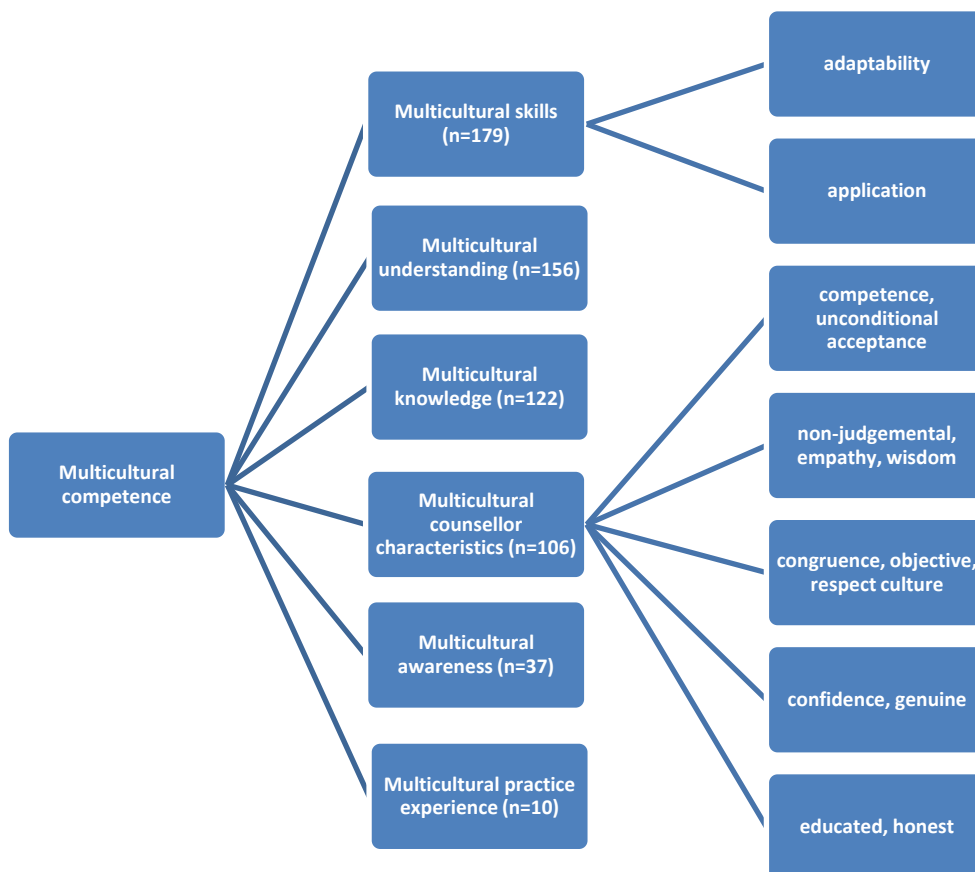 Multicultural
competence
Multicultural skills
(n=179)
Multicultural
understanding (n=156)
Multicultural
knowledge (n=122)
Multicultural
counsellor
characteristics (n=106)
Multicultural
awareness (n=37)
Multicultural practice
experience (n=10)
adaptability
application
competence,
unconditional
acceptance
non-judgemental,
empathy, wisdom
congruence, objective,
respect culture
confidence, genuine
educated, honest